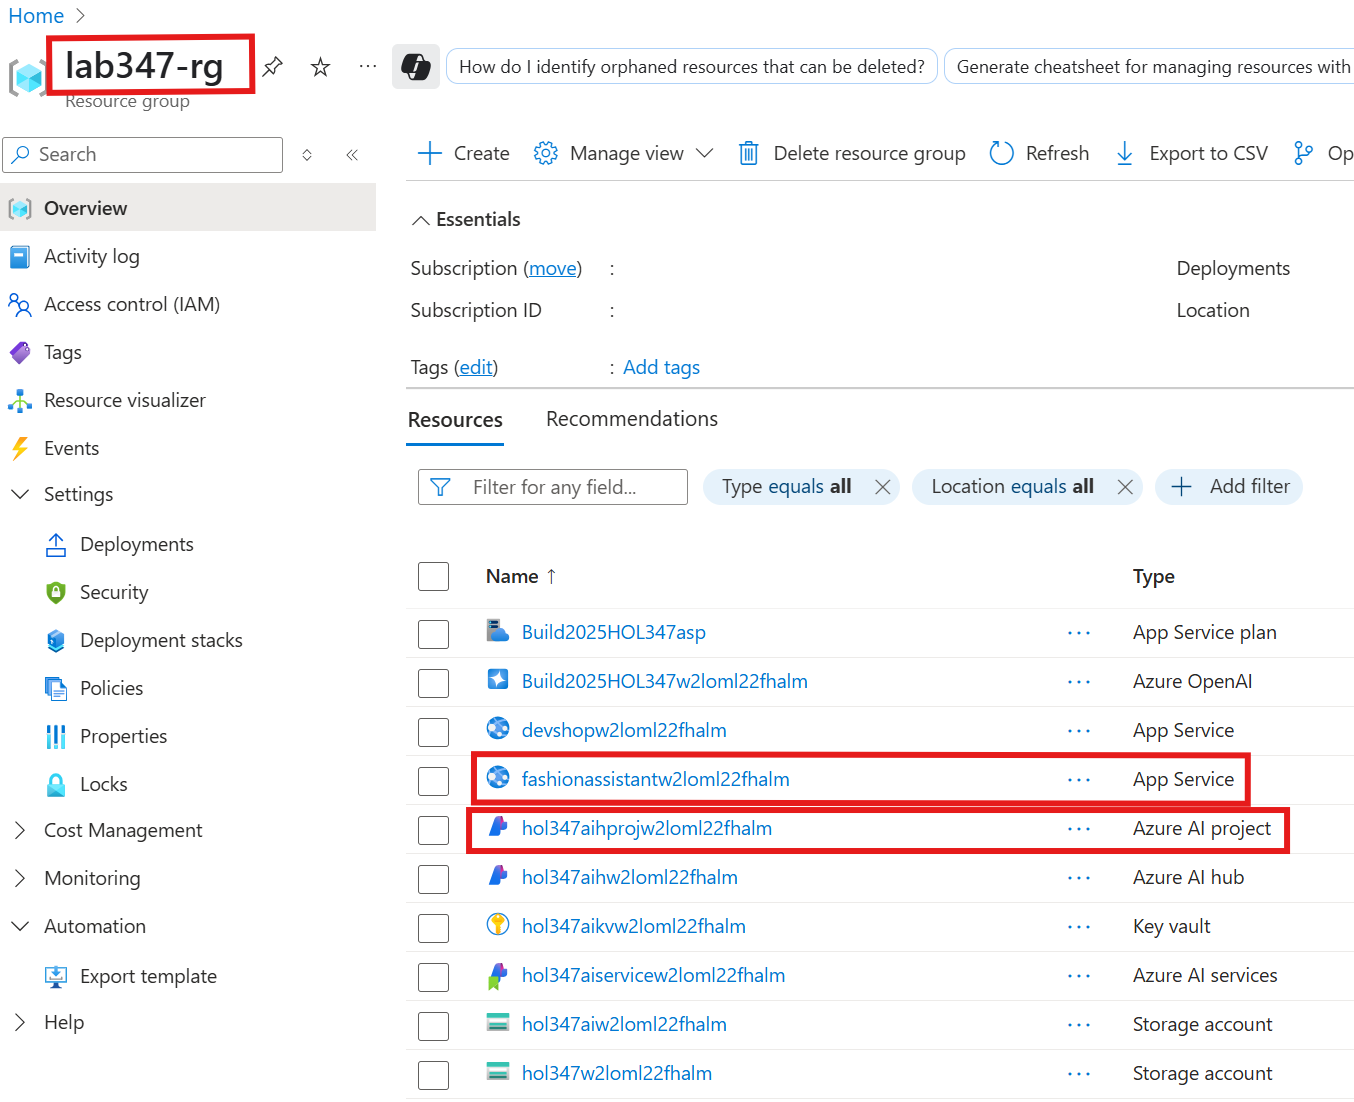 Home
lab347-rg
Resource group
How do I identify orphaned resources that can be deleted?
Generate cheatsheet for managing resources with
Search
Create
Manage view
Delete resource group
Refresh
Export to CSV
Op
Overview
Activity log
Access control (IAM)
Tags
Resource visualizer
Events
Settings
Deployments
Security
Deployment stacks
Policies
Properties
Locks
Cost Management
Monitoring
Automation
Export template
Help
Essentials
Subscription (move) :
Deployments
Subscription ID :
Location
Tags (edit) : Add tags
Resources Recommendations
Filter for any field...
Type equals all
Location equals all
Add filter
Name ↑ Type
Build2025HOL347asp ··· App Service plan
Build2025HOL347w2loml22fhalm ··· Azure OpenAI
devshopw2loml22fhalm ··· App Service
fashionassistantw2loml22fhalm ··· App Service
hol347aihprojw2loml22fhalm ··· Azure AI project
hol347aihw2loml22fhalm ··· Azure AI hub
hol347aikvw2loml22fhalm ··· Key vault
hol347aiservicew2loml22fhalm ··· Azure AI services
hol347aiw2loml22fhalm ··· Storage account
hol347w2loml22fhalm ··· Storage account